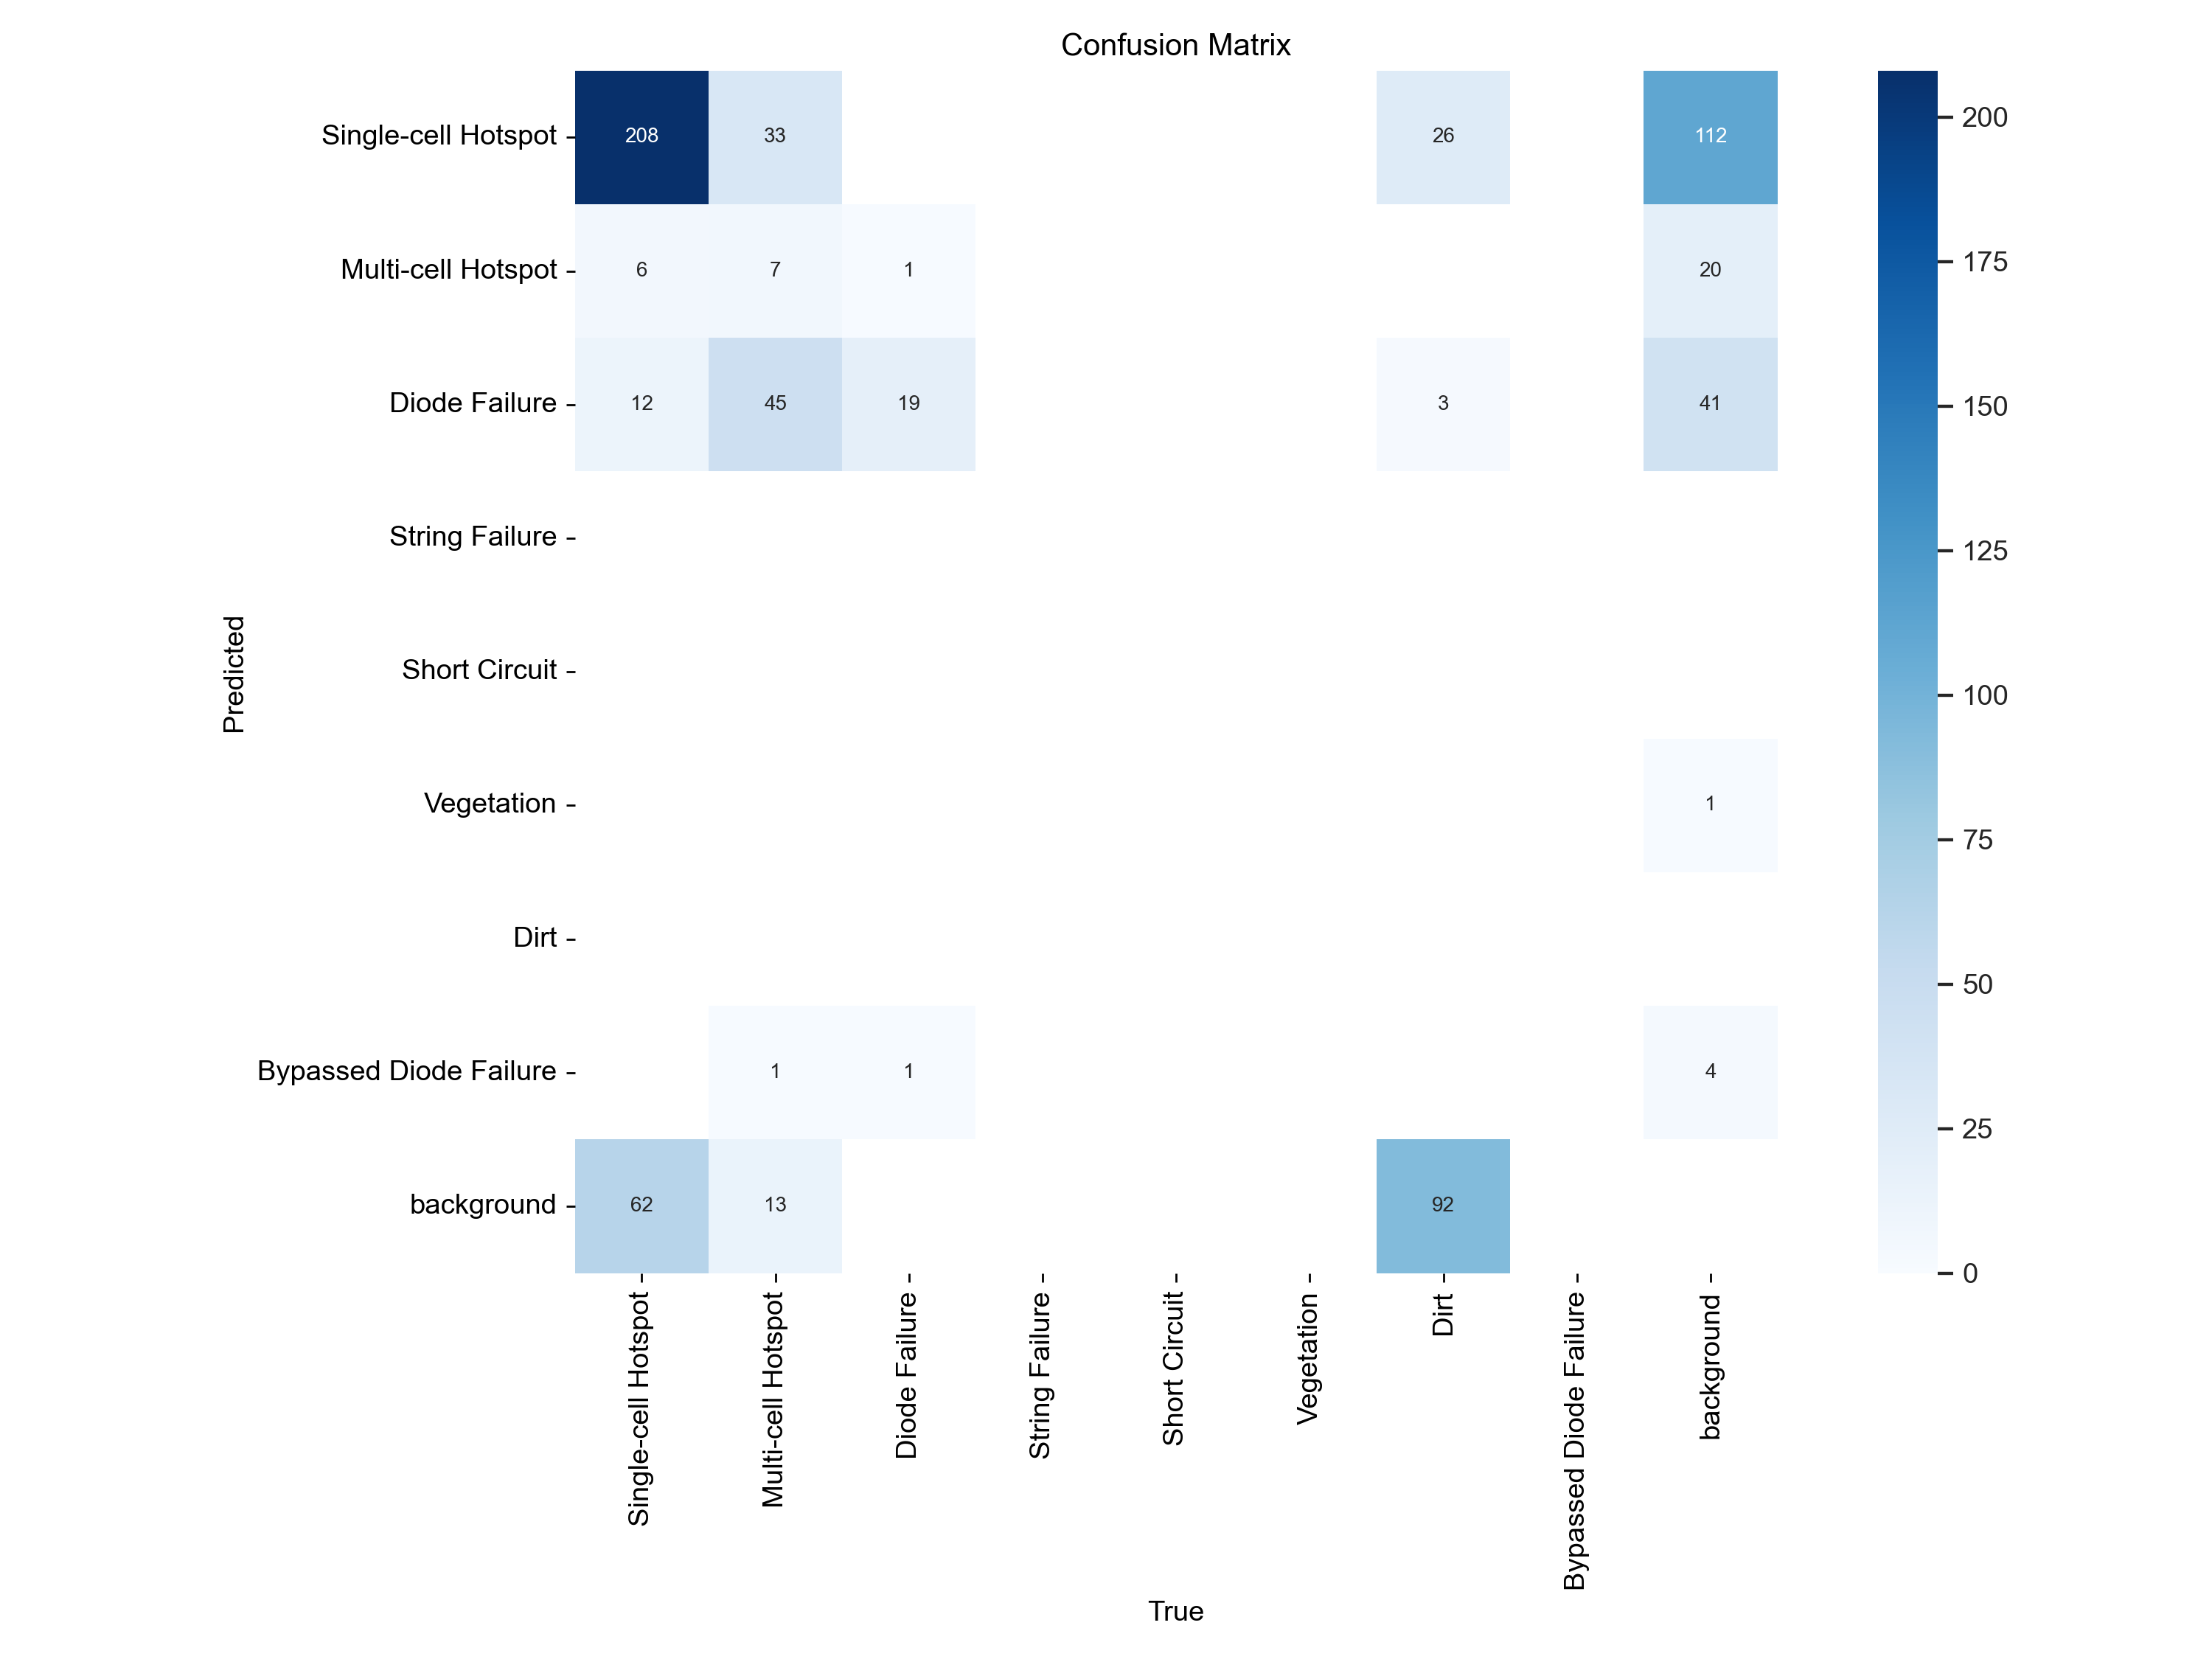 Confusion Matrix
Single-cell Hotspot 208 33 26 112
Multi-cell Hotspot 6 7 1 20
Diode Failure 12 45 19 3 41
String Failure
Short Circuit
Vegetation 1
Dirt
Bypassed Diode Failure 1 1 4
background 62 13 92
Predicted
Single-cell Hotspot
Multi-cell Hotspot
Diode Failure
String Failure
Short Circuit
Vegetation
Dirt
Bypassed Diode Failure
background
True
200
175
150
125
100
75
50
25
0